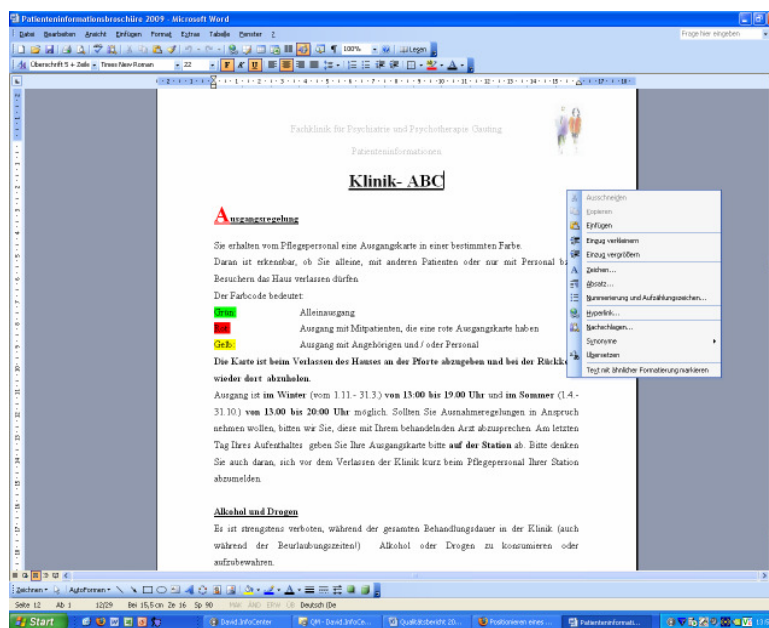 Patienteninformationsbroschüre 2009 - Microsoft Word
Datei Bearbeiten Ansicht Einfügen Format Extras Tabelle Fenster ? Frage hier eingeben
100% Lesen
Überschrift 5 + Zeile Times New Roman 22 F K U
Fachklinik für Psychiatrie und Psychotherapie Gauting
Patienteninformationen
Klinik- ABC
Ausgangsregelung
Sie erhalten vom Pflegepersonal eine Ausgangskarte in einer bestimmten Farbe.
Daran ist erkennbar, ob Sie alleine, mit anderen Patienten oder nur mit Personal
Besuchern das Haus verlassen dürfen.
Der Farbcode bedeutet:
Grün: Alleinausgang
Rot: Ausgang mit Mitpatienten, die eine rote Ausgangskarte haben
Gelb: Ausgang mit Angehörigen und / oder Personal
Die Karte ist beim Verlassen des Hauses an der Pforte abzugeben und bei der
wieder dort abzuholen.
Ausgang ist im Winter (vom 1.11.- 31.3.) von 13:00 bis 19.00 Uhr und im Sommer (1.4.-
31.10.) von 13.00 bis 20:00 Uhr möglich. Sollten Sie Ausnahmeregelungen in Anspruch
nehmen wollen, bitten wir Sie, diese mit Ihrem behandelnden Arzt abzusprechen. Am letzten
Tag Ihres Aufenthaltes geben Sie Ihre Ausgangskarte bitte auf der Station ab. Bitte denken
Sie auch daran, sich vor dem Verlassen der Klinik kurz beim Pflegepersonal Ihrer Station
abzumelden.
Alkohol und Drogen
Es ist strengstens verboten, während der gesamten Behandlungsdauer in der Klinik (auch
während der Beurlaubungszeiten!) Alkohol oder Drogen zu konsumieren oder
aufzubewahren.
Ausschneiden
Kopieren
Einfügen
Einzug verkleinern
Einzug vergrößern
Zeichen...
Absatz...
Nummerierung und Aufzählungszeichen...
Hyperlink...
Nachschlagen...
Synonyme
Übersetzen
Text mit ähnlicher Formatierung markieren
Zeichnen AutoFormen
Seite 12 Ab 1 12/29 Bei 15,5 cm Ze 16 Sp 90 MAK ÄND ERW ÜB Deutsch (De
Start David.InfoCenter QM - David.InfoCe... Qualitätsbericht 20... Positionieren eines ... Patienteninformati...